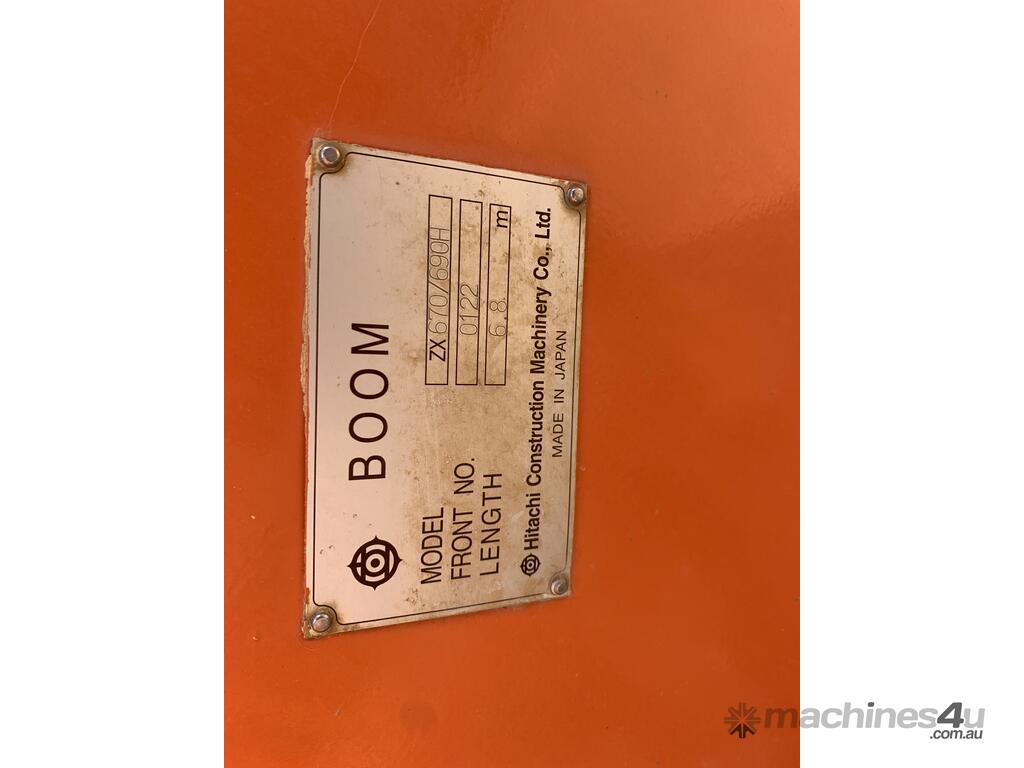 BOOM
MODEL ZX670/690H
FRONT NO. 0122
LENGTH 6.8 m
Hitachi Construction Machinery Co., Ltd.
MADE IN JAPAN
machines4u
.com.au